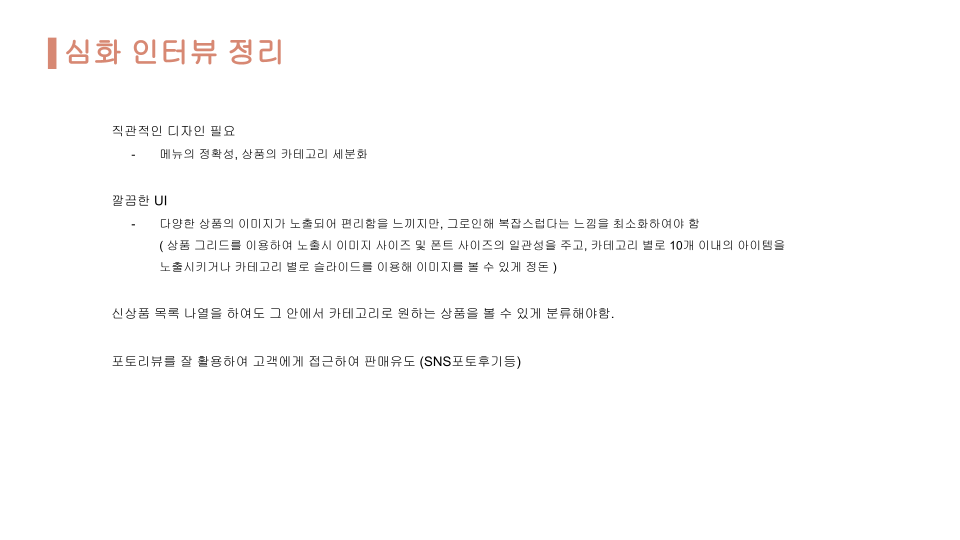 심화 인터뷰 정리
직관적인 디자인 필요
- 메뉴의 정확성, 상품의 카테고리 세분화
깔끔한 UI
- 다양한 상품의 이미지가 노출되어 편리함을 느끼지만, 그로인해 복잡스럽다는 느낌을 최소화하여야 함
( 상품 그리드를 이용하여 노출시 이미지 사이즈 및 폰트 사이즈의 일관성을 주고, 카테고리 별로 10개 이내의 아이템을
노출시키거나 카테고리 별로 슬라이드를 이용해 이미지를 볼 수 있게 정돈 )
신상품 목록 나열을 하여도 그 안에서 카테고리로 원하는 상품을 볼 수 있게 분류해야함.
포토리뷰를 잘 활용하여 고객에게 접근하여 판매유도 (SNS포토후기등)